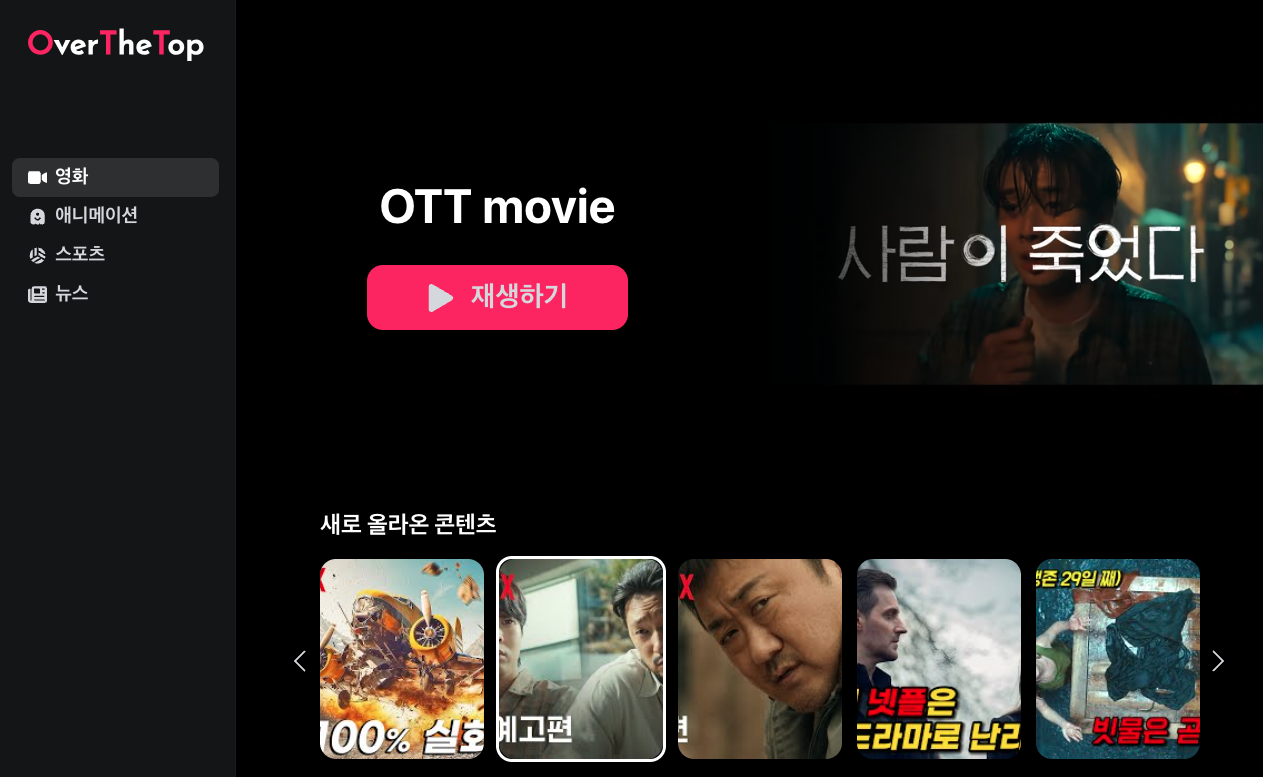 OverTheTop
영화
애니메이션
스포츠
뉴스
OTT movie
재생하기
사람이 죽었다
새로 올라온 콘텐츠
X
100% 실화
X
예고편
X
편
넷플은
드라마로 난리
생존 29일 째)
빗물은 곧